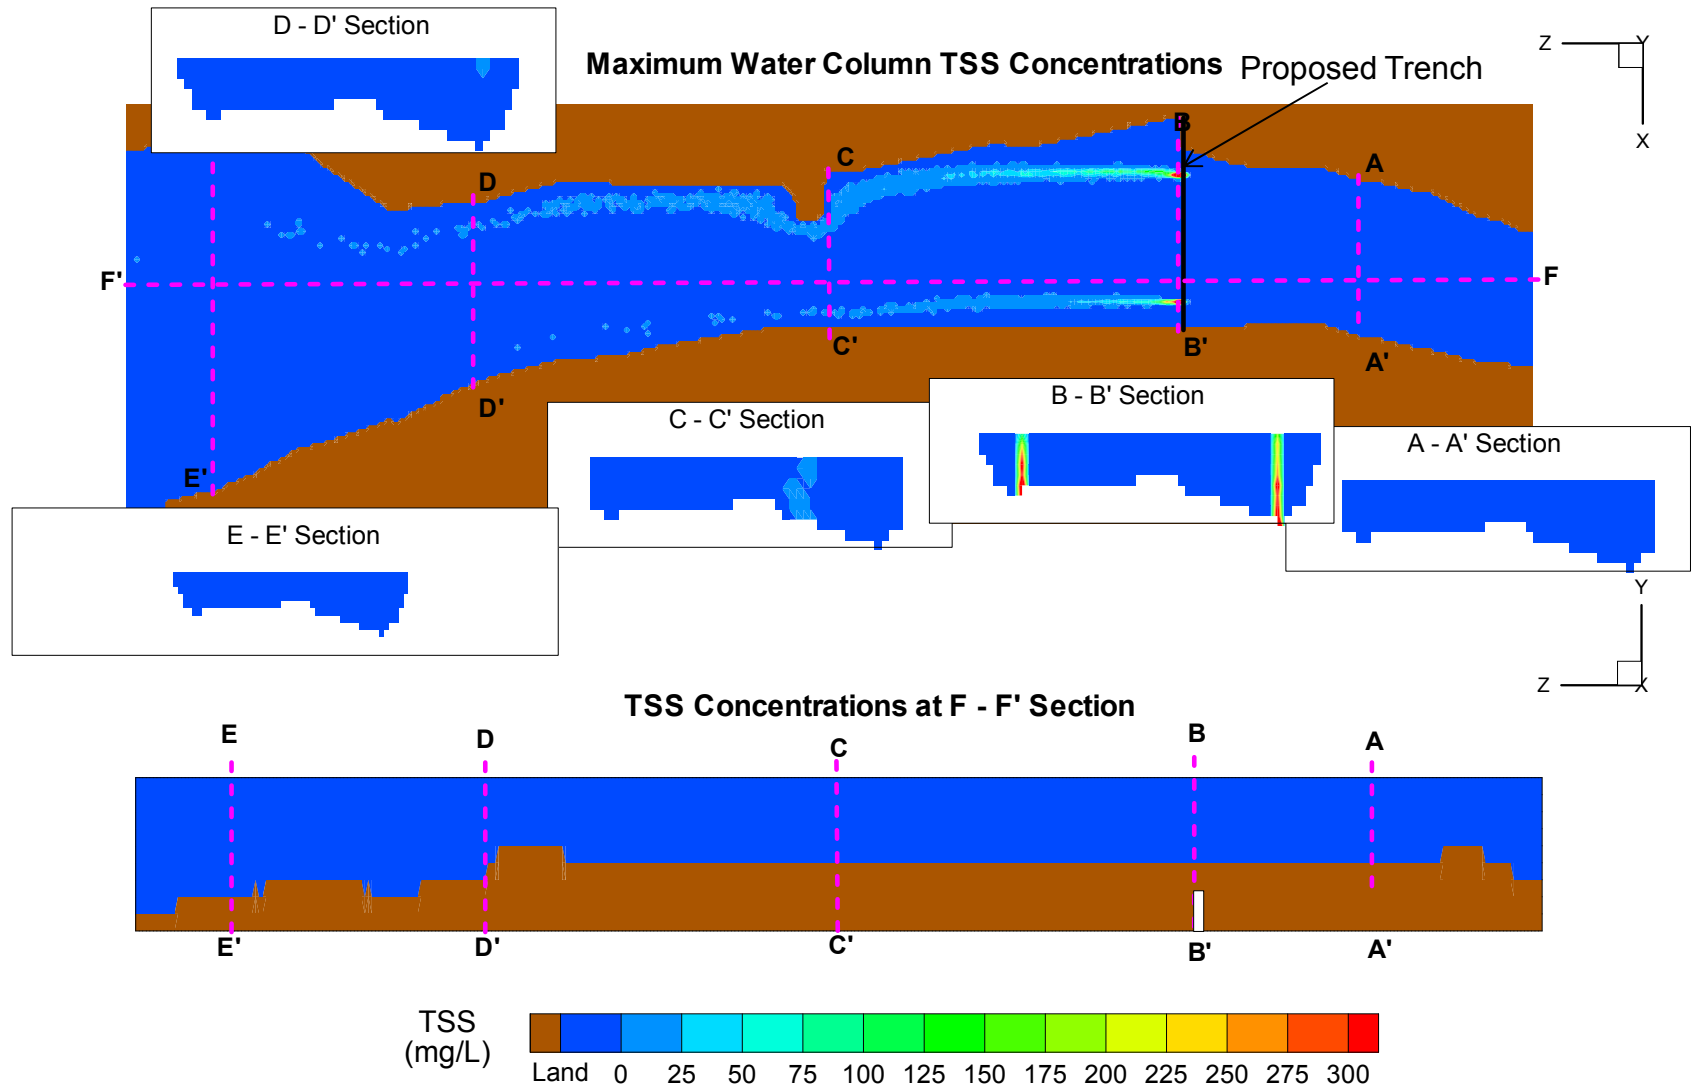 D - D' Section
Maximum Water Column TSS Concentrations
Proposed Trench
Z
Y
X
B
C
A
D
F'
F
C'
B'
A'
D'
E'
B - B' Section
C - C' Section
A - A' Section
E - E' Section
Y
Z
X
TSS Concentrations at F - F' Section
E
D
C
B
A
E'
D'
C'
B'
A'
TSS
(mg/L)
Land 0 25 50 75 100 125 150 175 200 225 250 275 300